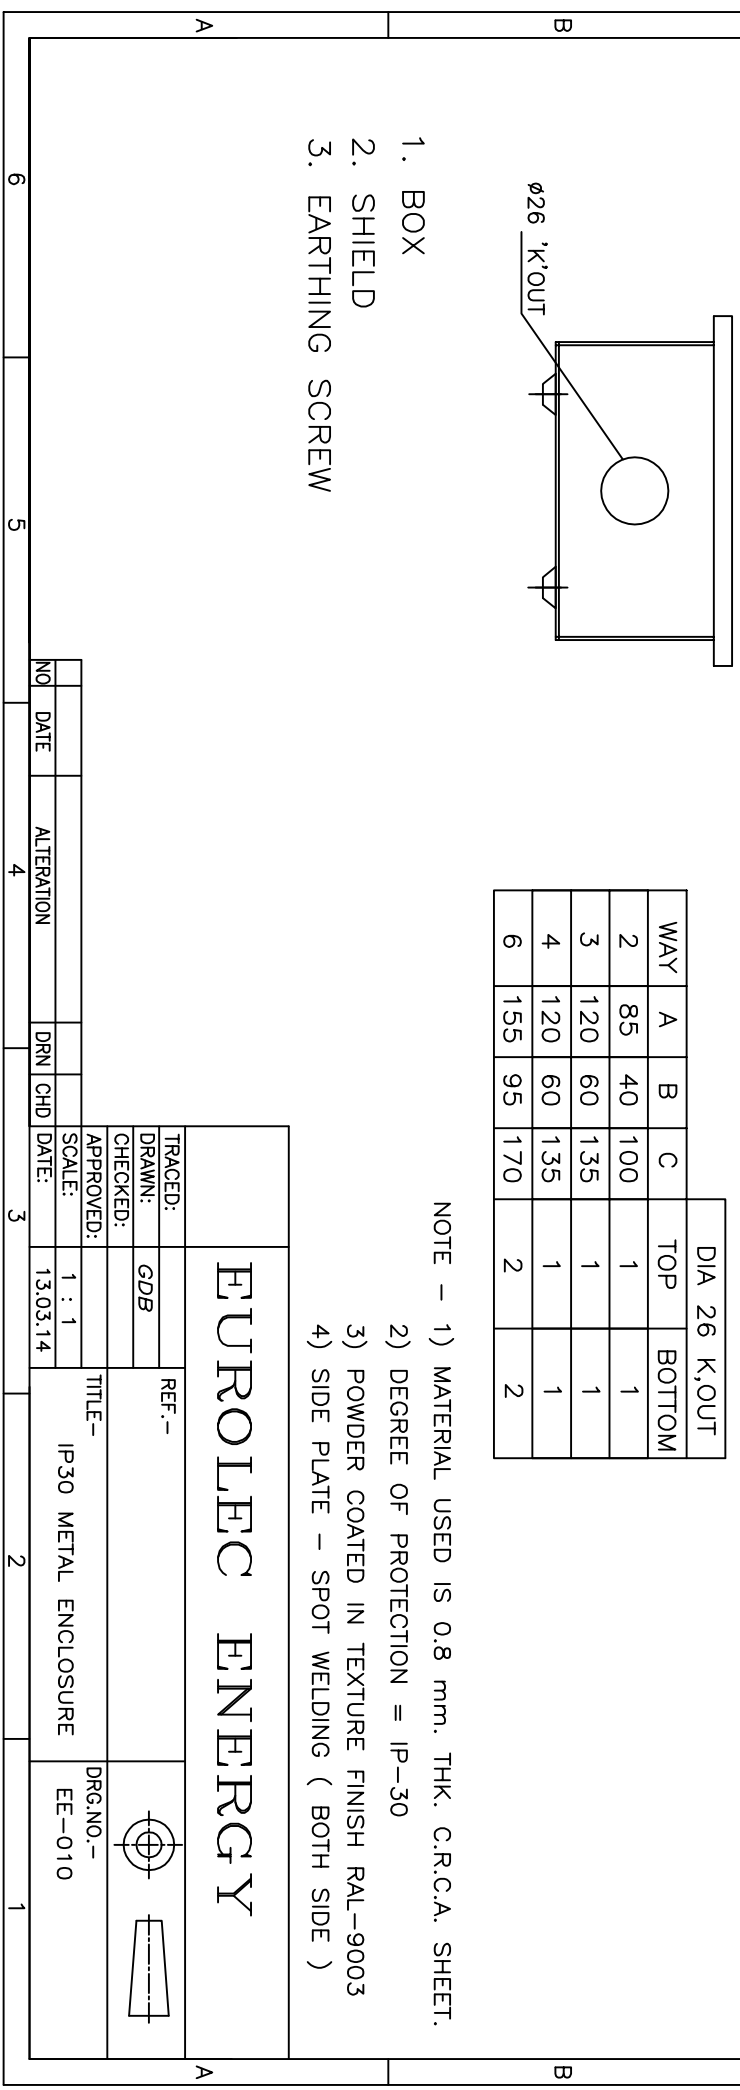 B
A
ø26 'K'OUT
1. BOX
2. SHIELD
3. EARTHING SCREW
DIA 26 K,OUT
WAY A B C TOP BOTTOM
2 85 40 100 1 1
3 120 60 135 1 1
4 120 60 135 1 1
6 155 95 170 2 2
NOTE - 1) MATERIAL USED IS 0.8 mm. THK. C.R.C.A. SHEET.
2) DEGREE OF PROTECTION = IP-30
3) POWDER COATED IN TEXTURE FINISH RAL-9003
4) SIDE PLATE - SPOT WELDING ( BOTH SIDE )
EUROLEC ENERGY
TRACED:
DRAWN: GDB
CHECKED:
APPROVED:
SCALE: 1 : 1
DATE: 13.03.14
REF.-
TITLE-
IP30 METAL ENCLOSURE
DRG.NO.-
EE-010
NO DATE ALTERATION DRN CHD
6 5 4 3 2 1
B
A